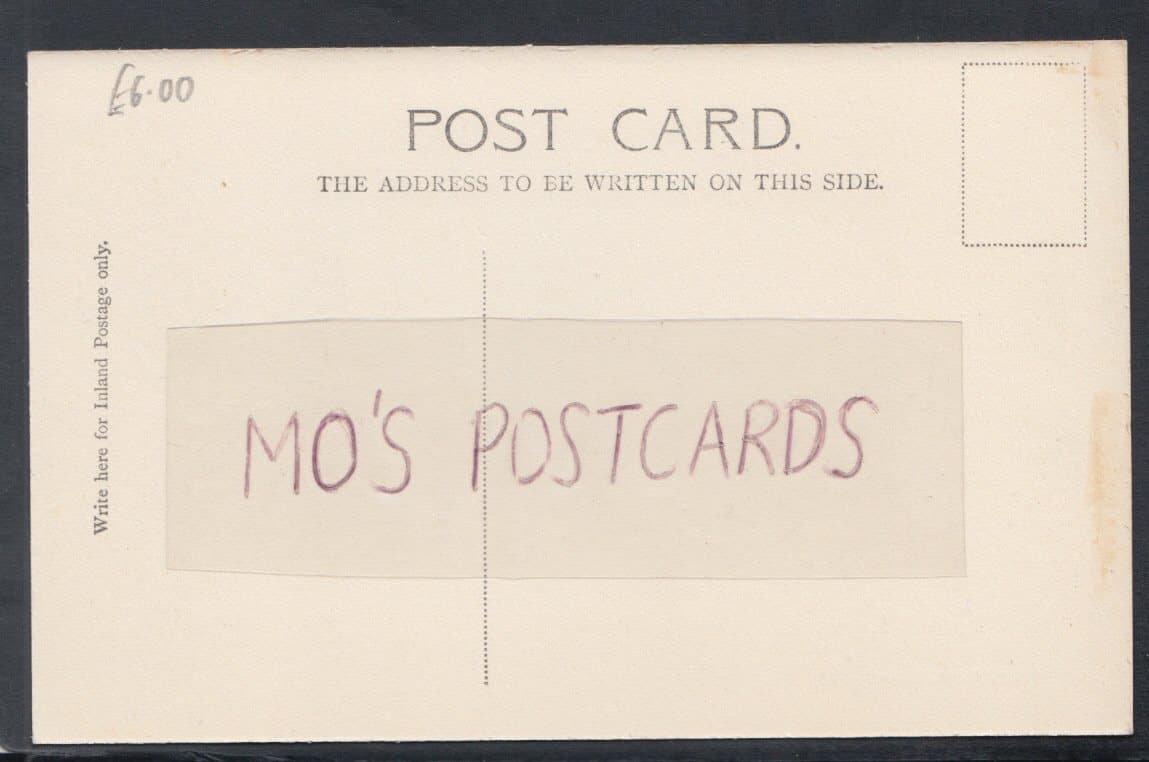 £6.00
POST CARD.
THE ADDRESS TO BE WRITTEN ON THIS SIDE.
Write here for Inland Postage only.
MO'S POSTCARDS